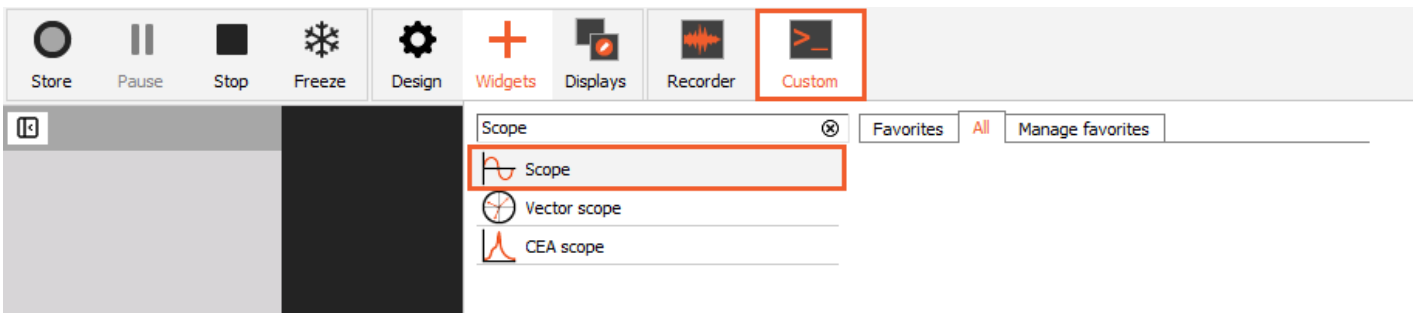 Store Pause Stop Freeze Design Widgets Displays Recorder Custom
Scope Favorites All Manage favorites
Scope
Vector scope
CEA scope